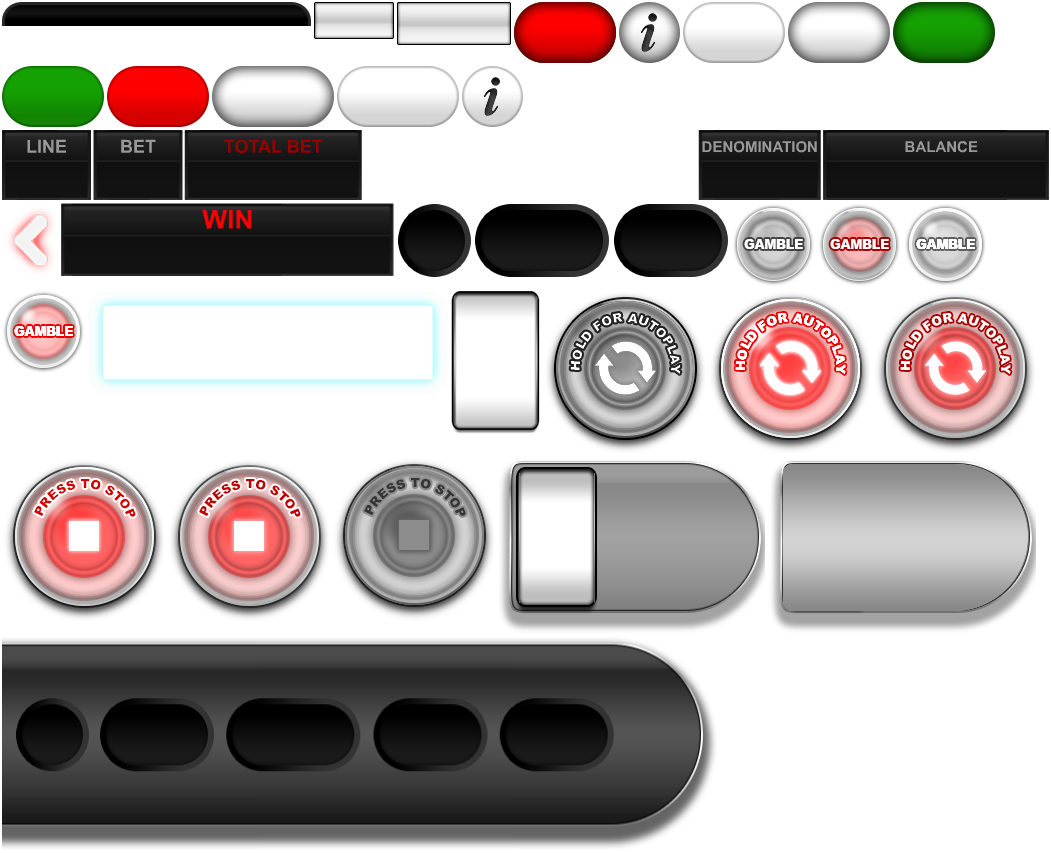 i
i
LINE
BET
TOTAL BET
DENOMINATION
BALANCE
WIN
GAMBLE
GAMBLE
GAMBLE
GAMBLE
HOLD FOR AUTOPLAY
HOLD FOR AUTOPLAY
HOLD FOR AUTOPLAY
PRESS TO STOP
PRESS TO STOP
PRESS TO STOP